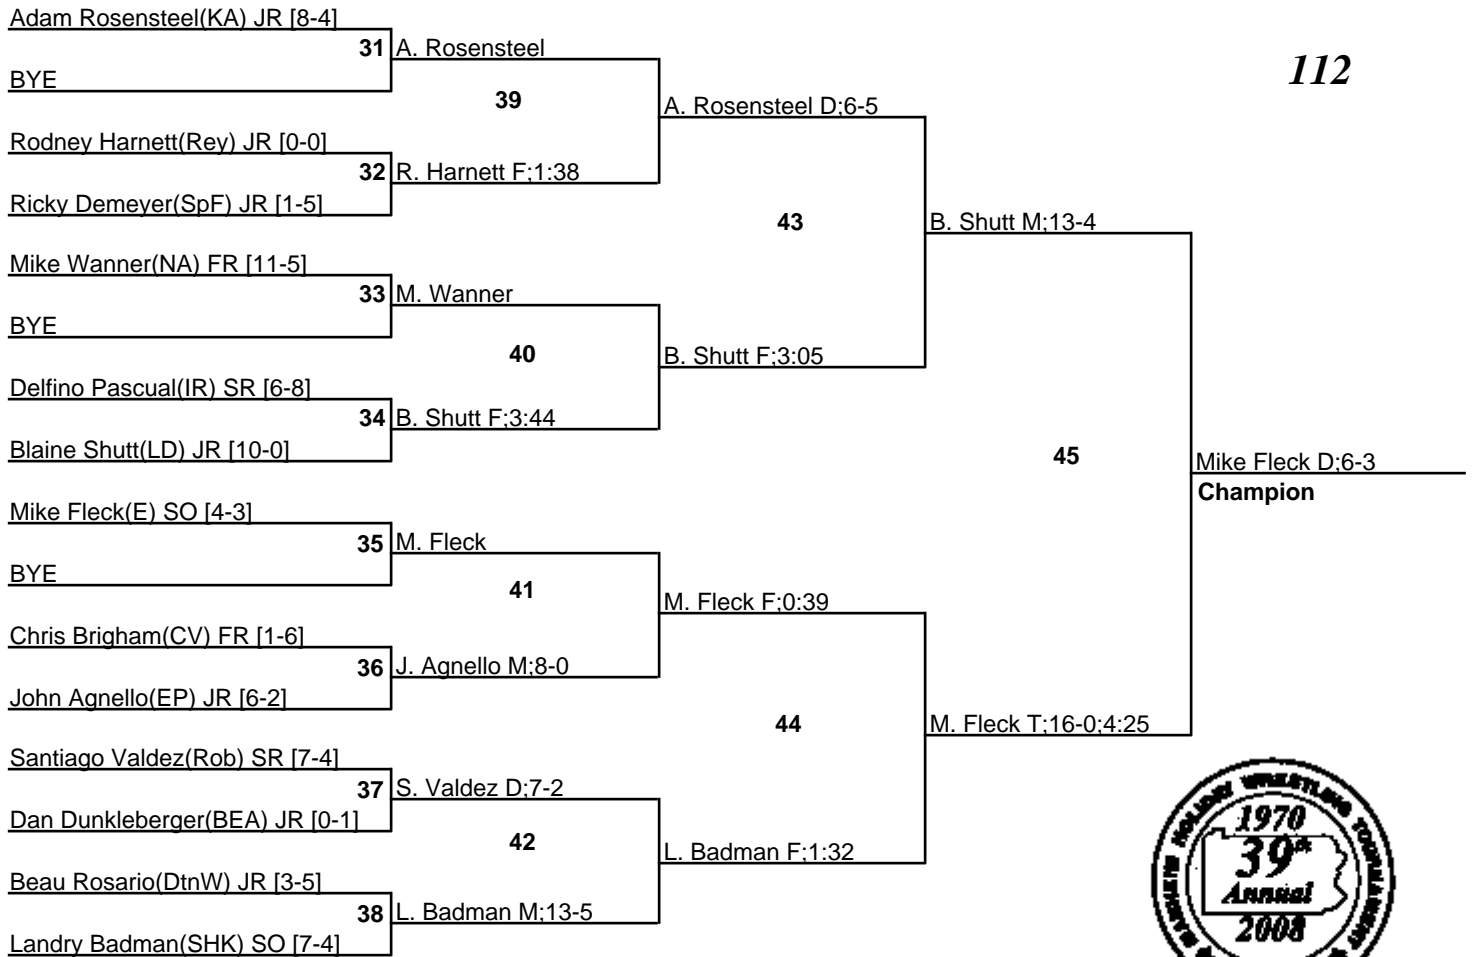 Adam Rosensteel(KA) JR [8-4]
31 A. Rosensteel
BYE
112
39
A. Rosensteel D;6-5
Rodney Harnett(Rey) JR [0-0]
32 R. Harnett F;1:38
Ricky Demeyer(SpF) JR [1-5]
43
B. Shutt M;13-4
Mike Wanner(NA) FR [11-5]
33 M. Wanner
BYE
40
B. Shutt F;3:05
Delfino Pascual(IR) SR [6-8]
34 B. Shutt F;3:44
Blaine Shutt(LD) JR [10-0]
45
Mike Fleck D;6-3
Champion
Mike Fleck(E) SO [4-3]
35 M. Fleck
BYE
41
M. Fleck F;0:39
Chris Brigham(CV) FR [1-6]
36 J. Agnello M;8-0
John Agnello(EP) JR [6-2]
44
M. Fleck T;16-0;4:25
Santiago Valdez(Rob) SR [7-4]
37 S. Valdez D;7-2
Dan Dunkleberger(BEA) JR [0-1]
42
L. Badman F;1:32
Beau Rosario(DtnW) JR [3-5]
38 L. Badman M;13-5
Landry Badman(SHK) SO [7-4]
HOLIDAY WRESTLING TOURNAMENT
1970
39th
Annual
2008